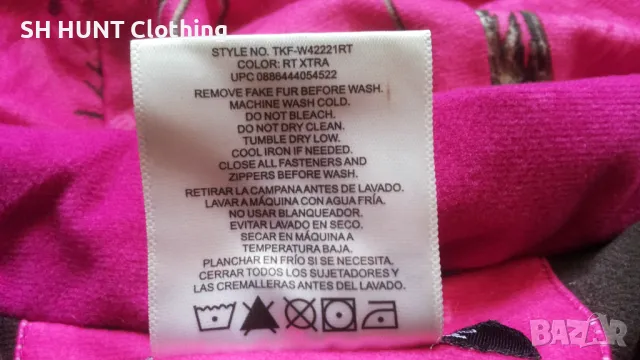 SH HUNT Clothing
STYLE NO. TKF-W42221RT
COLOR: RT XTRA
UPC 0886444054522
REMOVE FAKE FUR BEFORE WASH.
MACHINE WASH COLD.
DO NOT BLEACH.
DO NOT DRY CLEAN.
TUMBLE DRY LOW.
COOL IRON IF NEEDED.
CLOSE ALL FASTENERS AND
ZIPPERS BEFORE WASH.
RETIRAR LA CAMPANA ANTES DE LAVADO.
LAVAR A MÁQUINA CON AGUA FRÍA.
NO USAR BLANQUEADOR.
EVITAR LAVADO EN SECO.
SECAR EN MÁQUINA A
TEMPERATURA BAJA.
PLANCHAR EN FRÍO SI SE NECESITA.
CERRAR TODOS LOS SUJETADORES Y
LAS CREMALLERAS ANTES DEL LAVADO.
BAZAR
bg